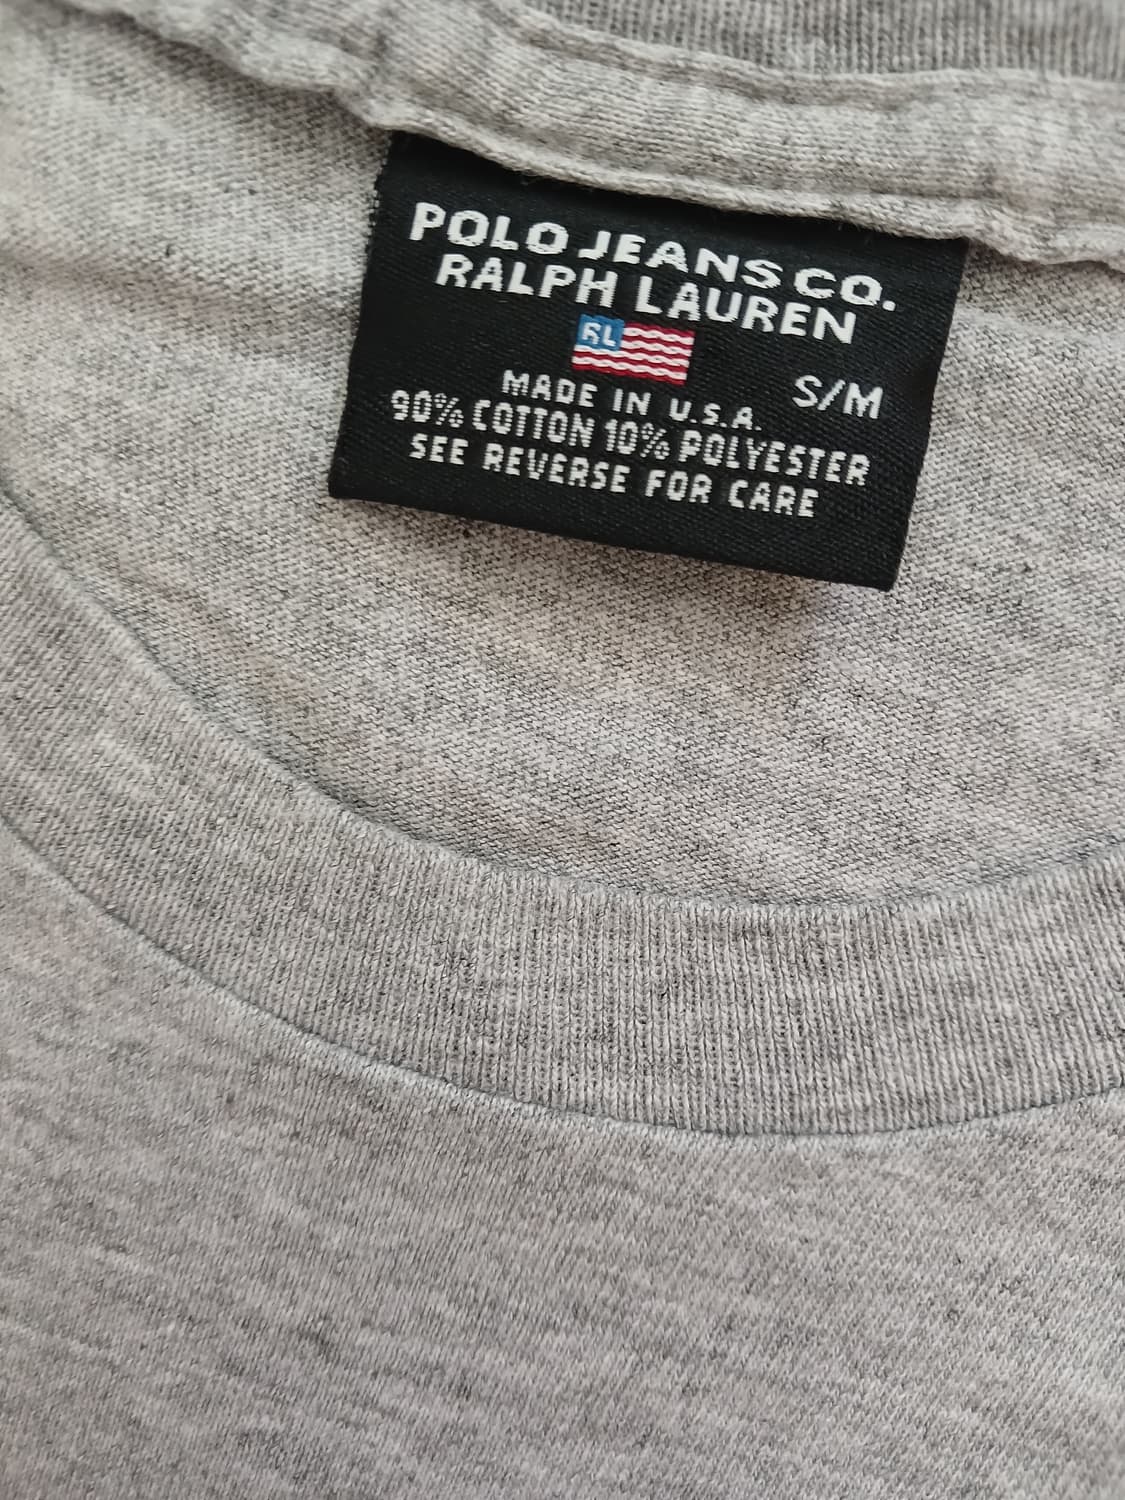 POLO JEANS CO.
RALPH LAUREN
RL
S/M
MADE IN U.S.A.
90% COTTON 10% POLYESTER
SEE REVERSE FOR CARE